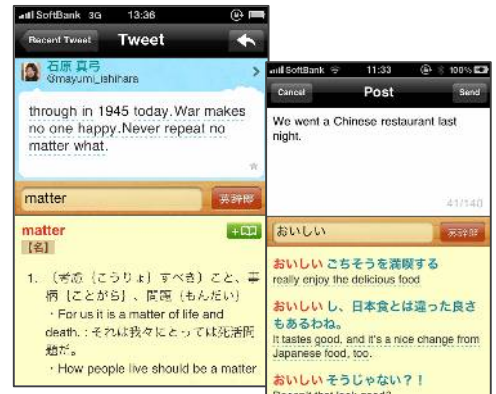 SoftBank 3G 13:36
Recent Tweet Tweet
石原 真弓
@mayumi_ishihara
through in 1945 today.War makes
no one happy.Never repeat no
matter what.
matter 英辞郎
matter
【名】
1. 〔考慮｛こうりょ｝すべき〕こと、事
柄｛ことがら｝、問題｛もんだい｝
・For us it is a matter of life and
death. : それは我々にとっては死活問
題だ。
・How people live should be a matter
SoftBank 11:33 100%
Cancel Post Send
We went a Chinese restaurant last
night.
41/140
おいしい 英辞郎
おいしい ごちそうを満喫する
really enjoy the delicious food
おいしい し、日本食とは違った良さ
もあるわね。
It tastes good, and it's a nice change from
Japanese food, too.
おいしい そうじゃない？！
Doesn't that look good?